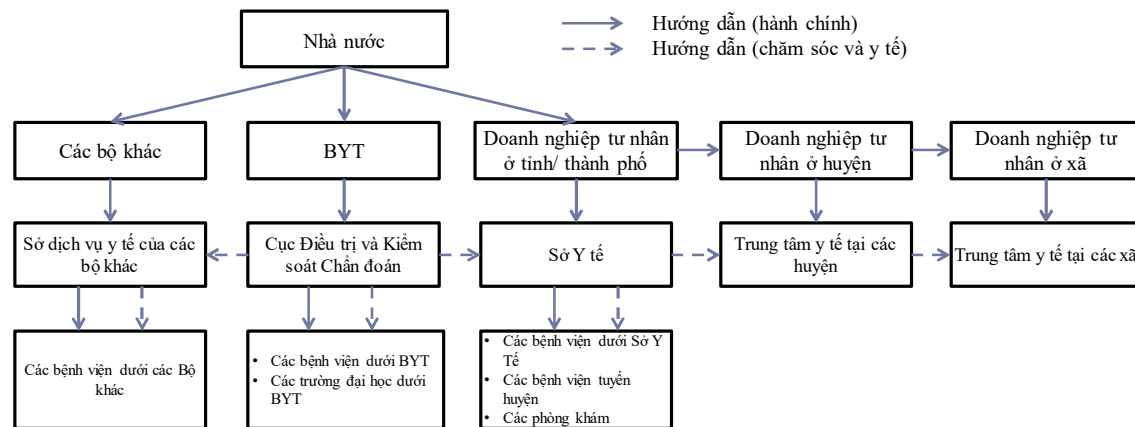 Nhà nước
Hướng dẫn (hành chính)
Hướng dẫn (chăm sóc và y tế)
Các bộ khác
BYT
Doanh nghiệp tư nhân
ở tỉnh/ thành phố
Doanh nghiệp tư
nhân ở huyện
Doanh nghiệp tư
nhân ở xã
Sở dịch vụ y tế của các
bộ khác
Cục Điều trị và Kiểm
soát Chẩn đoán
Sở Y tế
Trung tâm y tế tại các
huyện
Trung tâm y tế tại các xã
Các bệnh viện dưới các Bộ
khác
• Các bệnh viện dưới BYT
• Các trường đại học dưới
BYT
• Các bệnh viện dưới Sở Y
Tế
• Các bệnh viện tuyến
huyện
• Các phòng khám